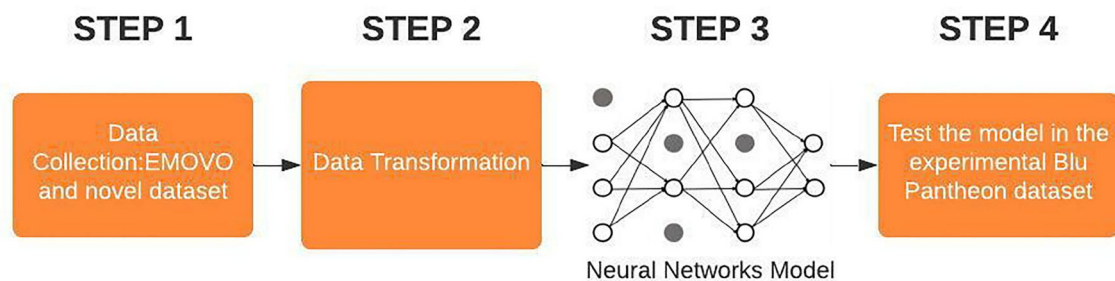 STEP 1
STEP 2
STEP 3
STEP 4
Data
Collection:EMOVO
and novel dataset
Data Transformation
Neural Networks Model
Test the model in the
experimental Blu
Pantheon dataset